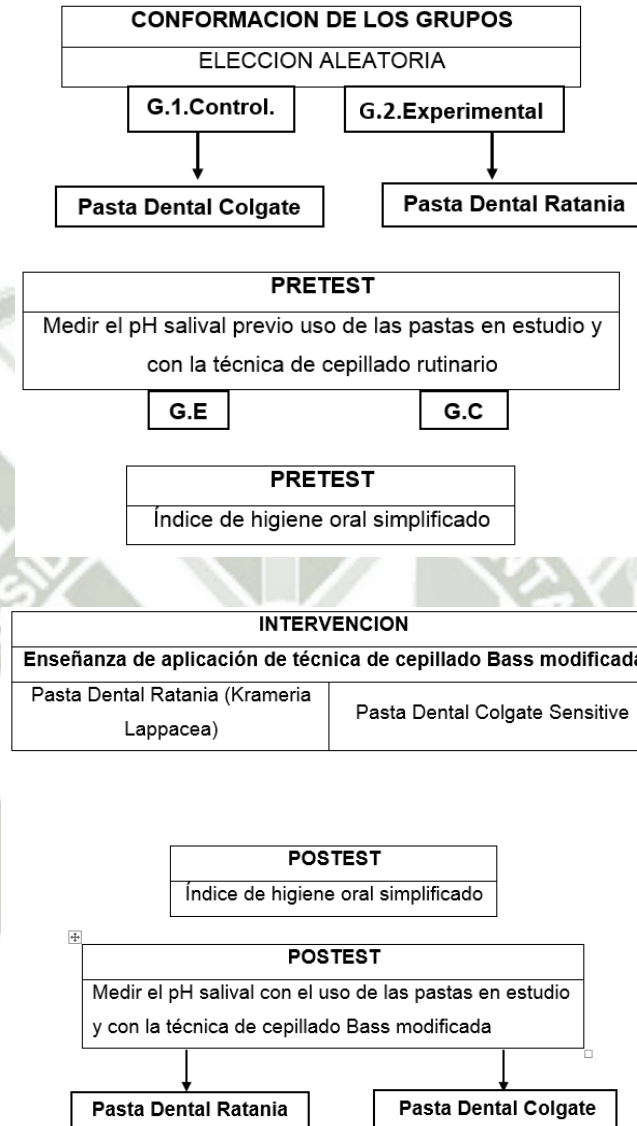 CONFORMACION DE LOS GRUPOS
ELECCION ALEATORIA
G.1.Control.
G.2.Experimental
Pasta Dental Colgate
Pasta Dental Ratania
PRETEST
Medir el pH salival previo uso de las pastas en estudio y
con la técnica de cepillado rutinario
G.E
G.C
PRETEST
Índice de higiene oral simplificado
INTERVENCION
Enseñanza de aplicación de técnica de cepillado Bass modificada
Pasta Dental Ratania (Krameria
Lappacea)
Pasta Dental Colgate Sensitive
POSTEST
Índice de higiene oral simplificado
POSTEST
Medir el pH salival con el uso de las pastas en estudio
y con la técnica de cepillado Bass modificada
Pasta Dental Ratania
Pasta Dental Colgate